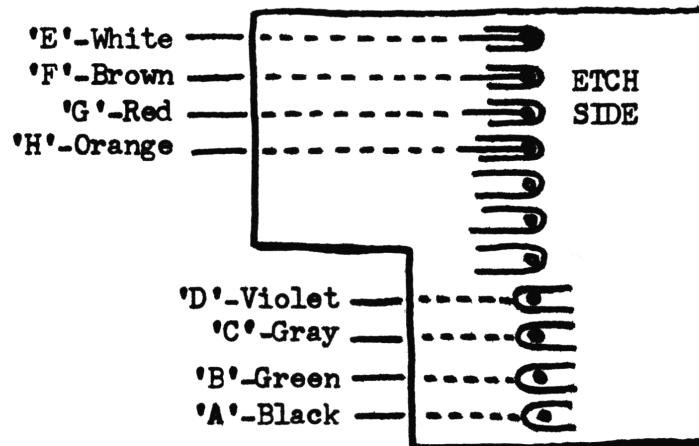 'E'-White
'F'-Brown
ETCH
'G'-Red
SIDE
'H'-Orange
'D'-Violet
'C'-Gray
'B'-Green
'A'-Black